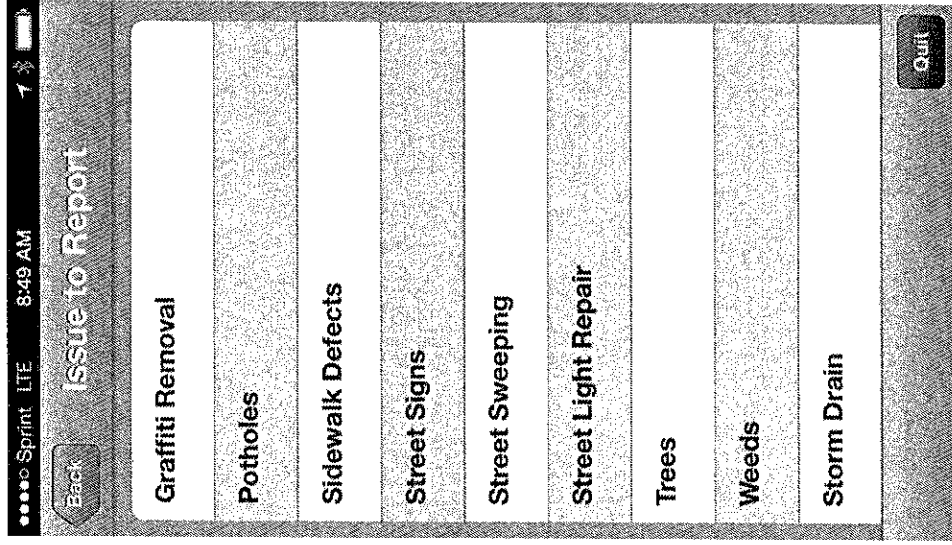 Sprint LTE 8:49 AM
Back Issue to Report
Graffiti Removal
Potholes
Sidewalk Defects
Street Signs
Street Sweeping
Street Light Repair
Trees
Weeds
Storm Drain
Quit